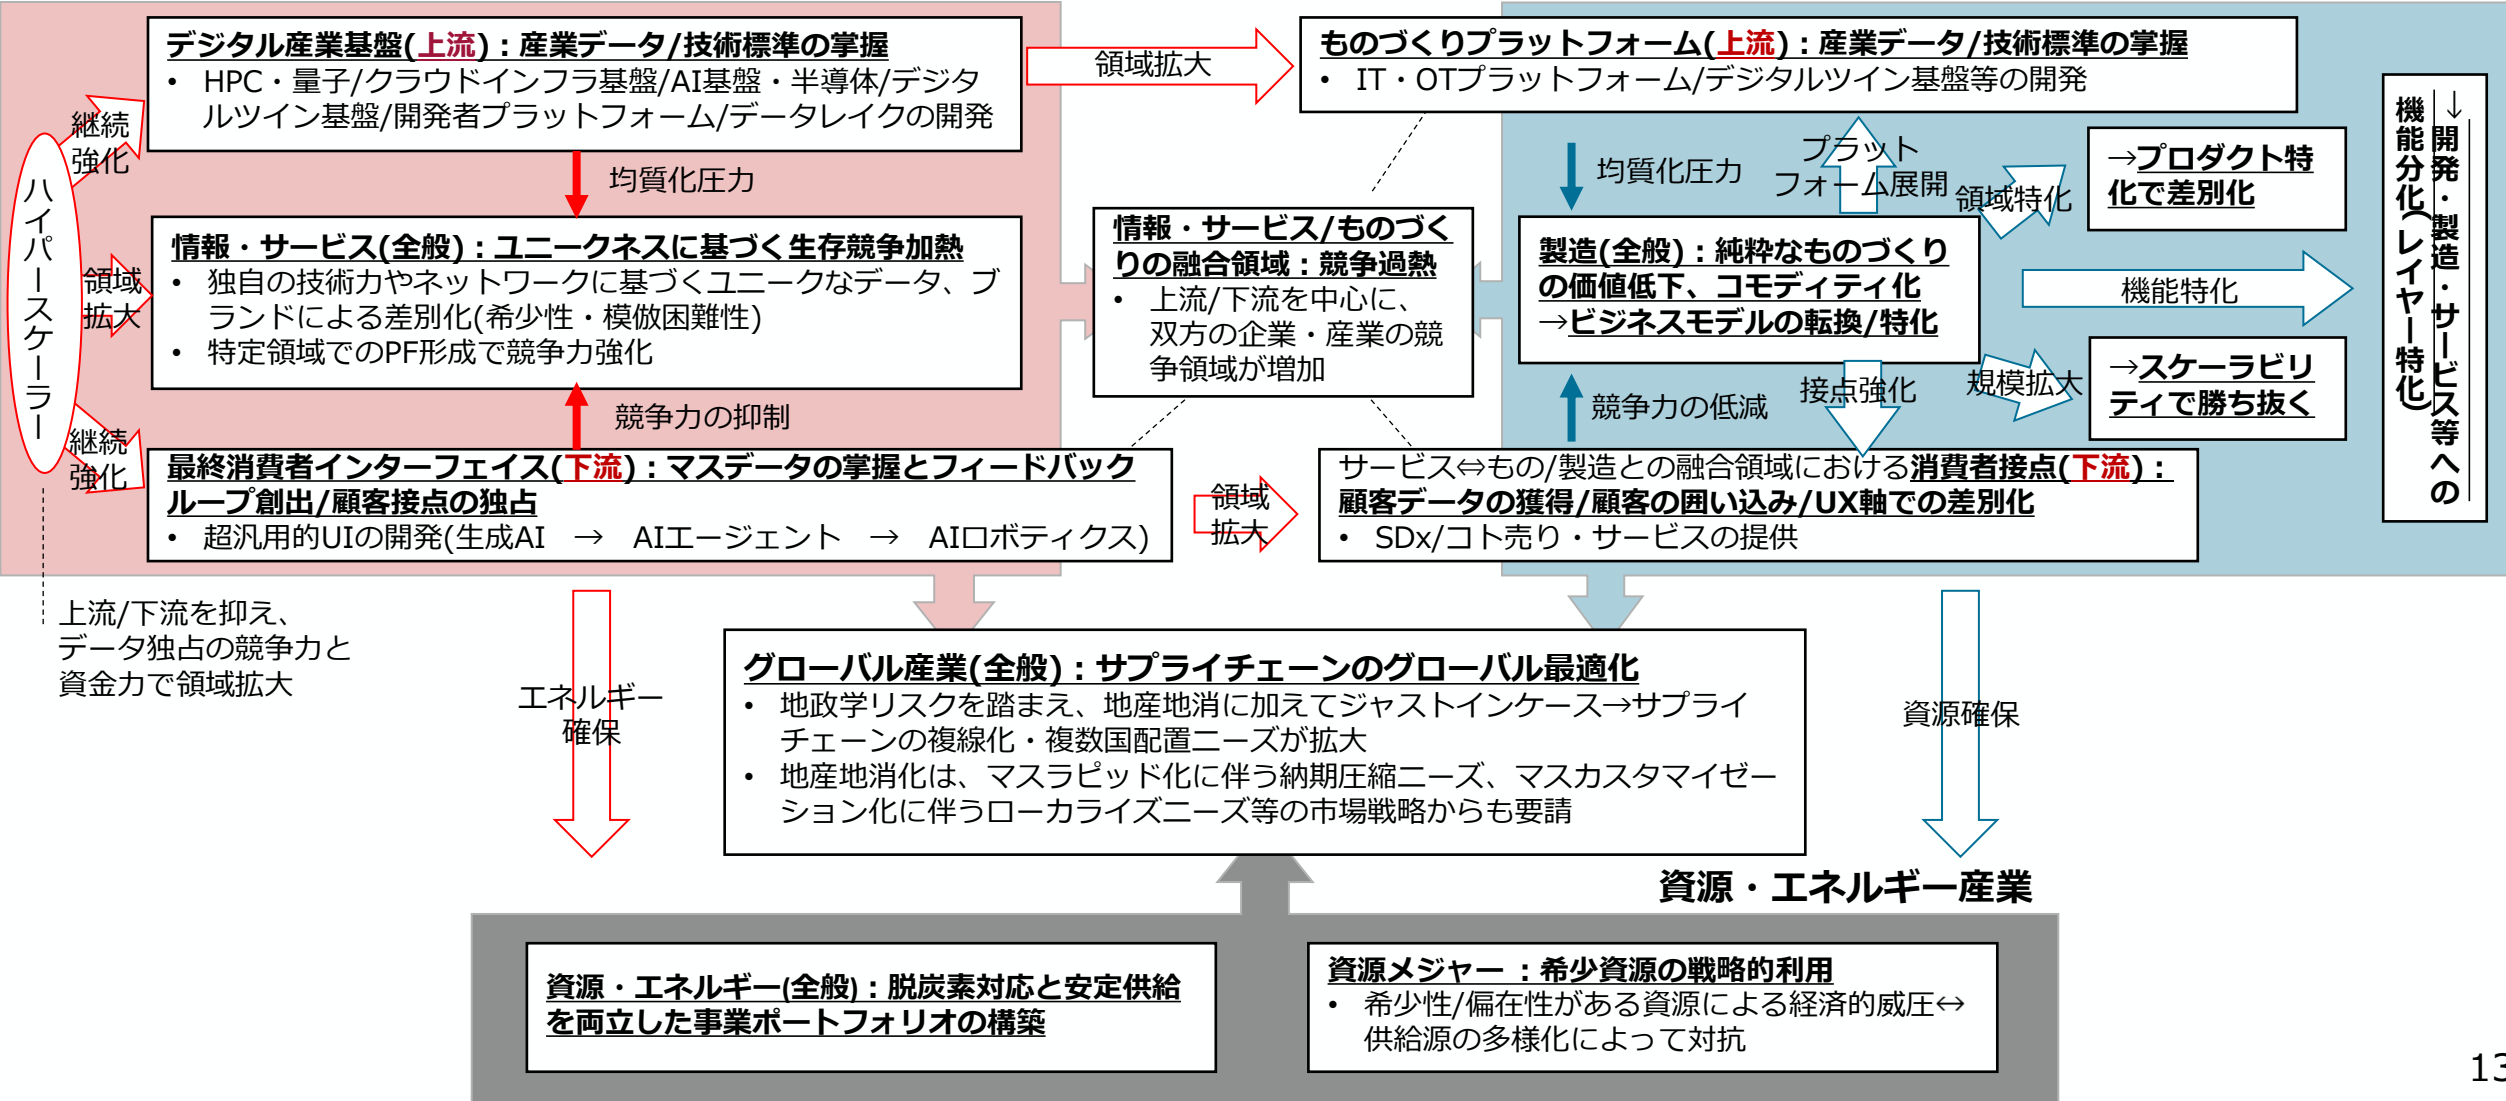 デジタル産業基盤(上流)：産業データ/技術標準の掌握
• HPC・量子/クラウドインフラ基盤/AI基盤・半導体/デジタ
ルツイン基盤/開発者プラットフォーム/データレイクの開発
領域拡大
ものづくりプラットフォーム(上流)：産業データ/技術標準の掌握
• IT・OTプラットフォーム/デジタルツイン基盤等の開発
継続
強化
ハイパースケーラー
領域
拡大
継続
強化
均質化圧力
情報・サービス(全般)：ユニークネスに基づく生存競争加熱
• 独自の技術力やネットワークに基づくユニークなデータ、ブ
ランドによる差別化(希少性・模倣困難性)
• 特定領域でのPF形成で競争力強化
競争力の抑制
最終消費者インターフェイス(下流)：マスデータの掌握とフィードバック
ループ創出/顧客接点の独占
• 超汎用的UIの開発(生成AI　→　AIエージェント　→　AIロボティクス)
情報・サービス/ものづく
りの融合領域：競争過熱
• 上流/下流を中心に、
双方の企業・産業の競
争領域が増加
領域
拡大
均質化圧力
プラット
フォーム展開
領域特化
→プロダクト特
化で差別化
製造(全般)：純粋なものづくり
の価値低下、コモディティ化
→ビジネスモデルの転換/特化
機能特化
規模拡大
→スケーラビリ
ティで勝ち抜く
接点強化
競争力の低減
サービス⇔もの/製造との融合領域における消費者接点(下流)：
顧客データの獲得/顧客の囲い込み/UX軸での差別化
• SDx/コト売り・サービスの提供
→開発・製造・サービス等への
機能分化(レイヤー特化)
上流/下流を抑え、
データ独占の競争力と
資金力で領域拡大
エネルギー
確保
グローバル産業(全般)：サプライチェーンのグローバル最適化
• 地政学リスクを踏まえ、地産地消に加えてジャストインケース→サプライ
チェーンの複線化・複数国配置ニーズが拡大
• 地産地消化は、マスラピッド化に伴う納期圧縮ニーズ、マスカスタマイゼー
ション化に伴うローカライズニーズ等の市場戦略からも要請
資源確保
資源・エネルギー産業
資源・エネルギー(全般)：脱炭素対応と安定供給
を両立した事業ポートフォリオの構築
資源メジャー：希少資源の戦略的利用
• 希少性/偏在性がある資源による経済的威圧↔
供給源の多様化によって対抗
13